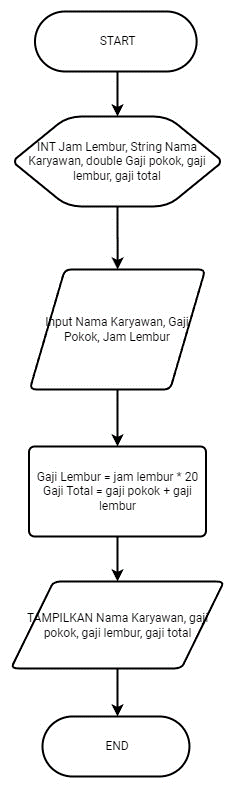 START
INT Jam Lembur, String Nama
Karyawan, double Gaji pokok, gaji
lembur, gaji total
Input Nama Karyawan, Gaji
Pokok, Jam Lembur
Gaji Lembur = jam lembur * 20
Gaji Total = gaji pokok + gaji
lembur
TAMPILKAN Nama Karyawan, gaji
pokok, gaji lembur, gaji total
END